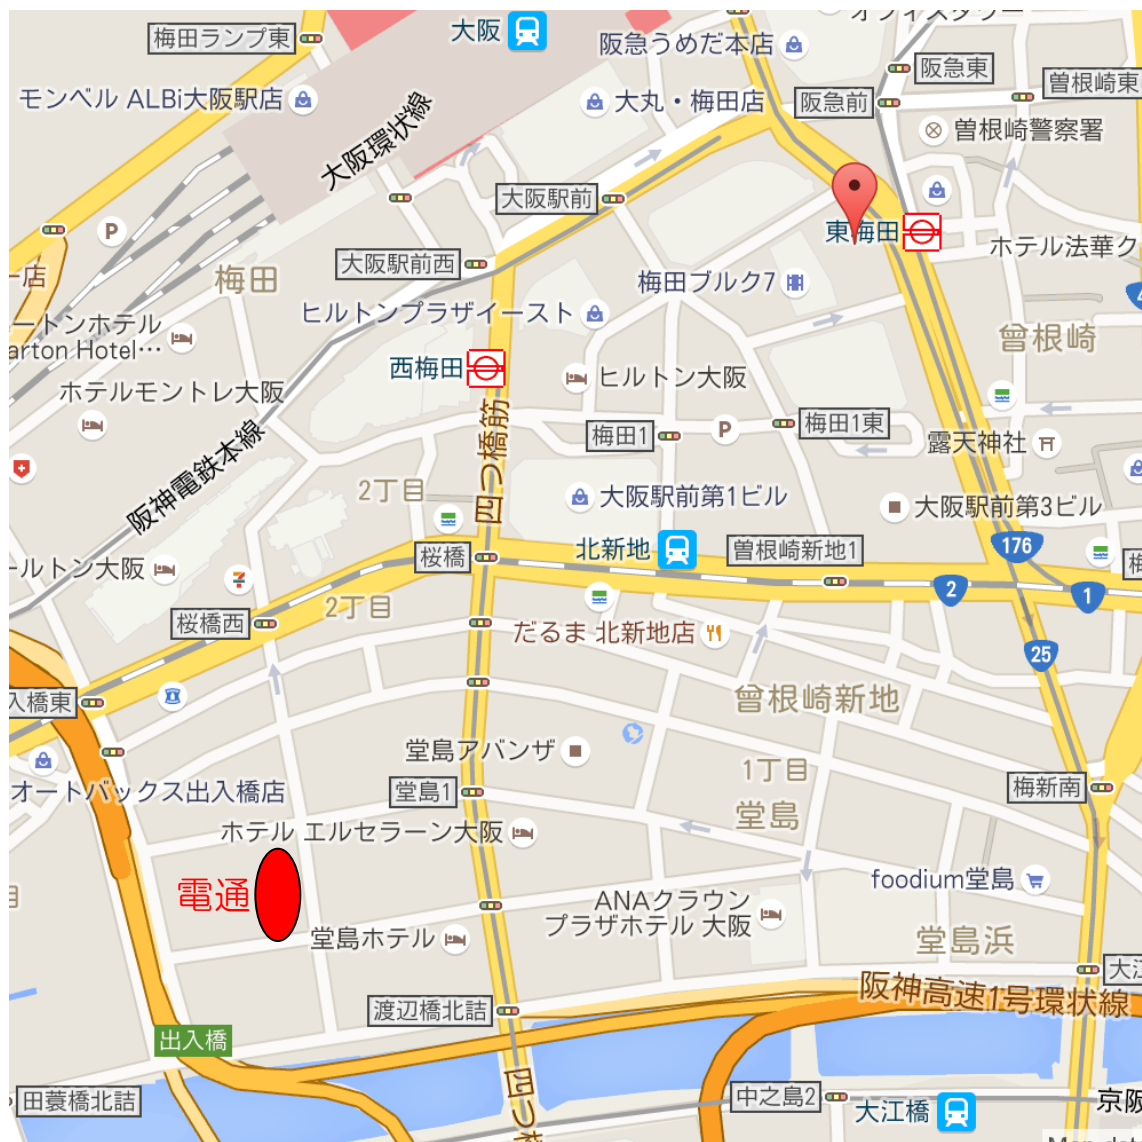 梅田ランプ東
大阪
オフィスタワー
阪急うめだ本店
阪急東
モンベル ALBi大阪駅店
大丸・梅田店
阪急前
曽根崎東
大阪環状線
曽根崎警察署
大阪駅前
P
東梅田
ホテル法華ク
大阪駅前西
梅田
ー店
梅田ブルク7
ヒルトンプラザイースト
ートンホテル
arton Hotel…
曾根崎
西梅田
ヒルトン大阪
ホテルモントレ大阪
四つ橋筋
梅田1
P
梅田1東
阪神電鉄本線
露天神社
2丁目
大阪駅前第1ビル
大阪駅前第3ビル
桜橋
北新地
曽根崎新地1
176
ルトン大阪
7
2
1
2丁目
桜橋西
だるま 北新地店
25
入橋東
曾根崎新地
堂島アバンザ
1丁目
オートバックス出入橋店
堂島1
梅新南
堂島
ホテル エルセラーン大阪
電通
foodium堂島
目
ANAクラウン
プラザホテル 大阪
堂島ホテル
堂島浜
大江
阪神高速1号環状線
渡辺橋北詰
出入橋
田蓑橋北詰
四つ橋
中之島2
大江橋
京阪